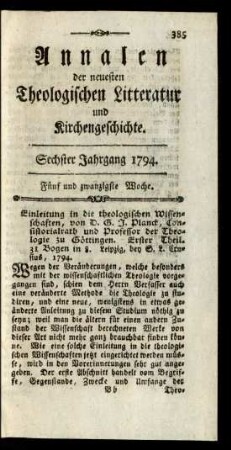 385
Annalen
der neuesten
Theologischen Litteratur
und
Kirchengeschichte.
Sechster Jahrgang 1794.
Fünf und zwanzigste Woche.
Einleitung in die theologischen Wissen-
schaften, von D. G. J. Planck, Con-
sistorialrath und Professor der Theo-
logie zu Göttingen. Erster Theil.
31 Bogen in 8. Leipzig, bey S. L. Cru-
sius, 1794.
Wegen der Veränderungen, welche besonders
mit der wissenschaftlichen Theologie vorge-
gangen sind, schien dem Herrn Verfasser auch
eine veränderte Methode die Theologie zu stu-
dieren, und eine neue, wenigstens in etwas ge-
änderte Anleitung zu diesem Studium nöthig zu
seyn; weil man die ältern für einen andern Zu-
stand der Wissenschaft berechneten Werke von
dieser Art nicht mehr ganz brauchbar finden kön-
ne. Wie eine solche Einleitung in die theologi-
schen Wissenschaften jetzt eingerichtet werden müs-
se, wird in den Vorerinnerungen sehr gut ange-
geben. Der erste Abschnitt handelt vom Begrif-
fe, Gegenstande, Zwecke und Umfange des
Bb Theo-